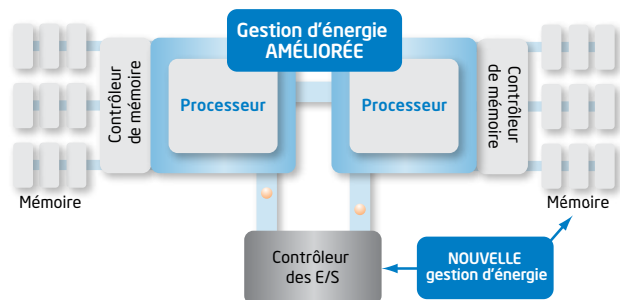 Gestion d'énergie
AMÉLIORÉE
Contrôleur
de mémoire
Processeur
Processeur
Contrôleur
de mémoire
Mémoire
Mémoire
Contrôleur
des E/S
NOUVELLE
gestion d'énergie